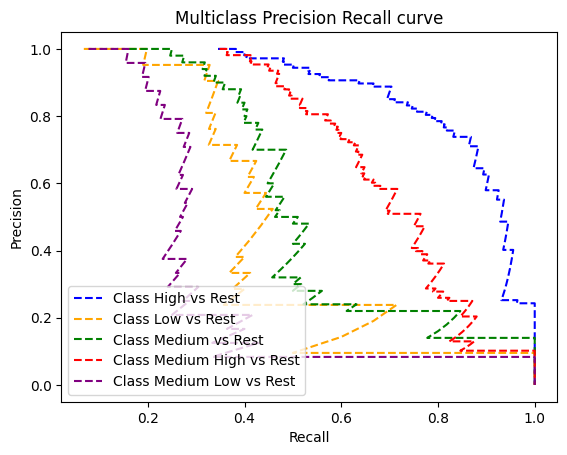 Multiclass Precision Recall curve
Precision
1.0
0.8
0.6
0.4
0.2
0.0
Class High vs Rest
Class Low vs Rest
Class Medium vs Rest
Class Medium High vs Rest
Class Medium Low vs Rest
0.2 0.4 0.6 0.8 1.0
Recall